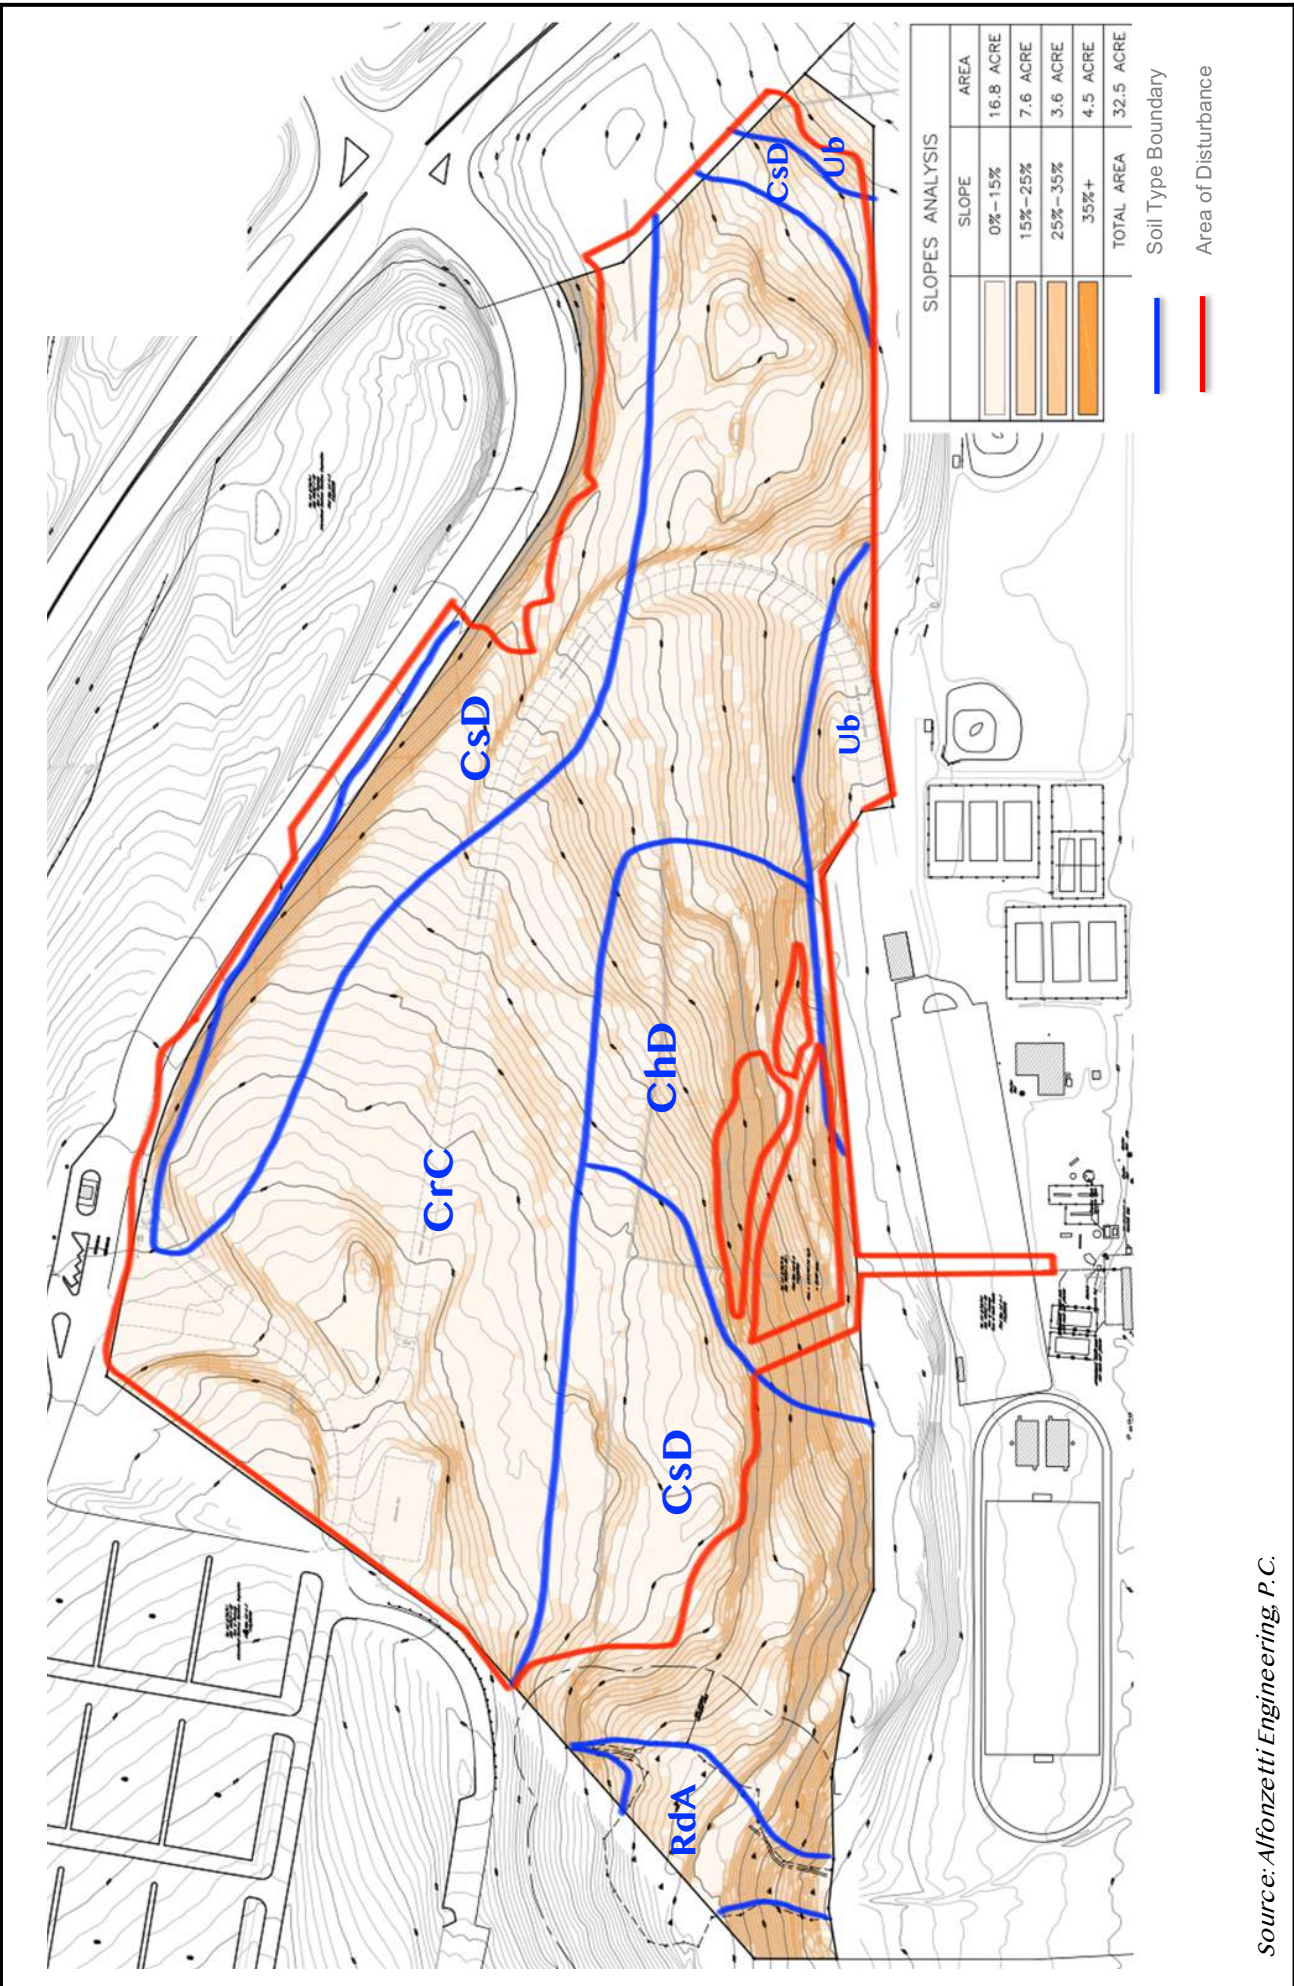 SLOPES ANALYSIS
SLOPE AREA
0%-15% 16.8 ACRE
15%-25% 7.6 ACRE
25%-35% 3.6 ACRE
35%+ 4.5 ACRE
TOTAL AREA 32.5 ACRE
Soil Type Boundary
Area of Disturbance
CsD
Ub
CsD
Ub
CrC
ChD
CsD
RdA
Source: Alfonzetti Engineering, P.C.